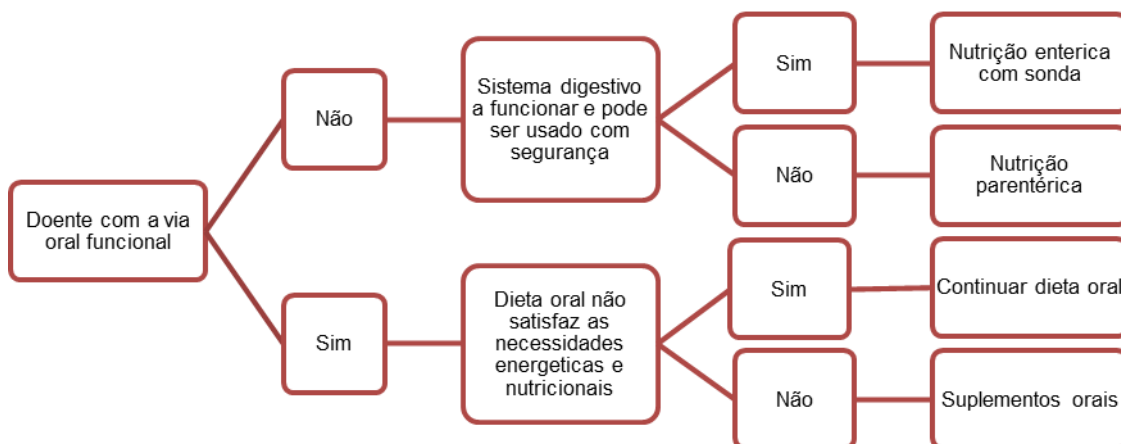 Doente com a via
oral funcional
Não
Sistema digestivo
a funcionar e pode
ser usado com
segurança
Sim
Nutrição enterica
com sonda
Não
Nutrição
parentérica
Sim
Dieta oral não
satisfaz as
necessidades
energeticas e
nutricionais
Sim
Continuar dieta oral
Não
Suplementos orais